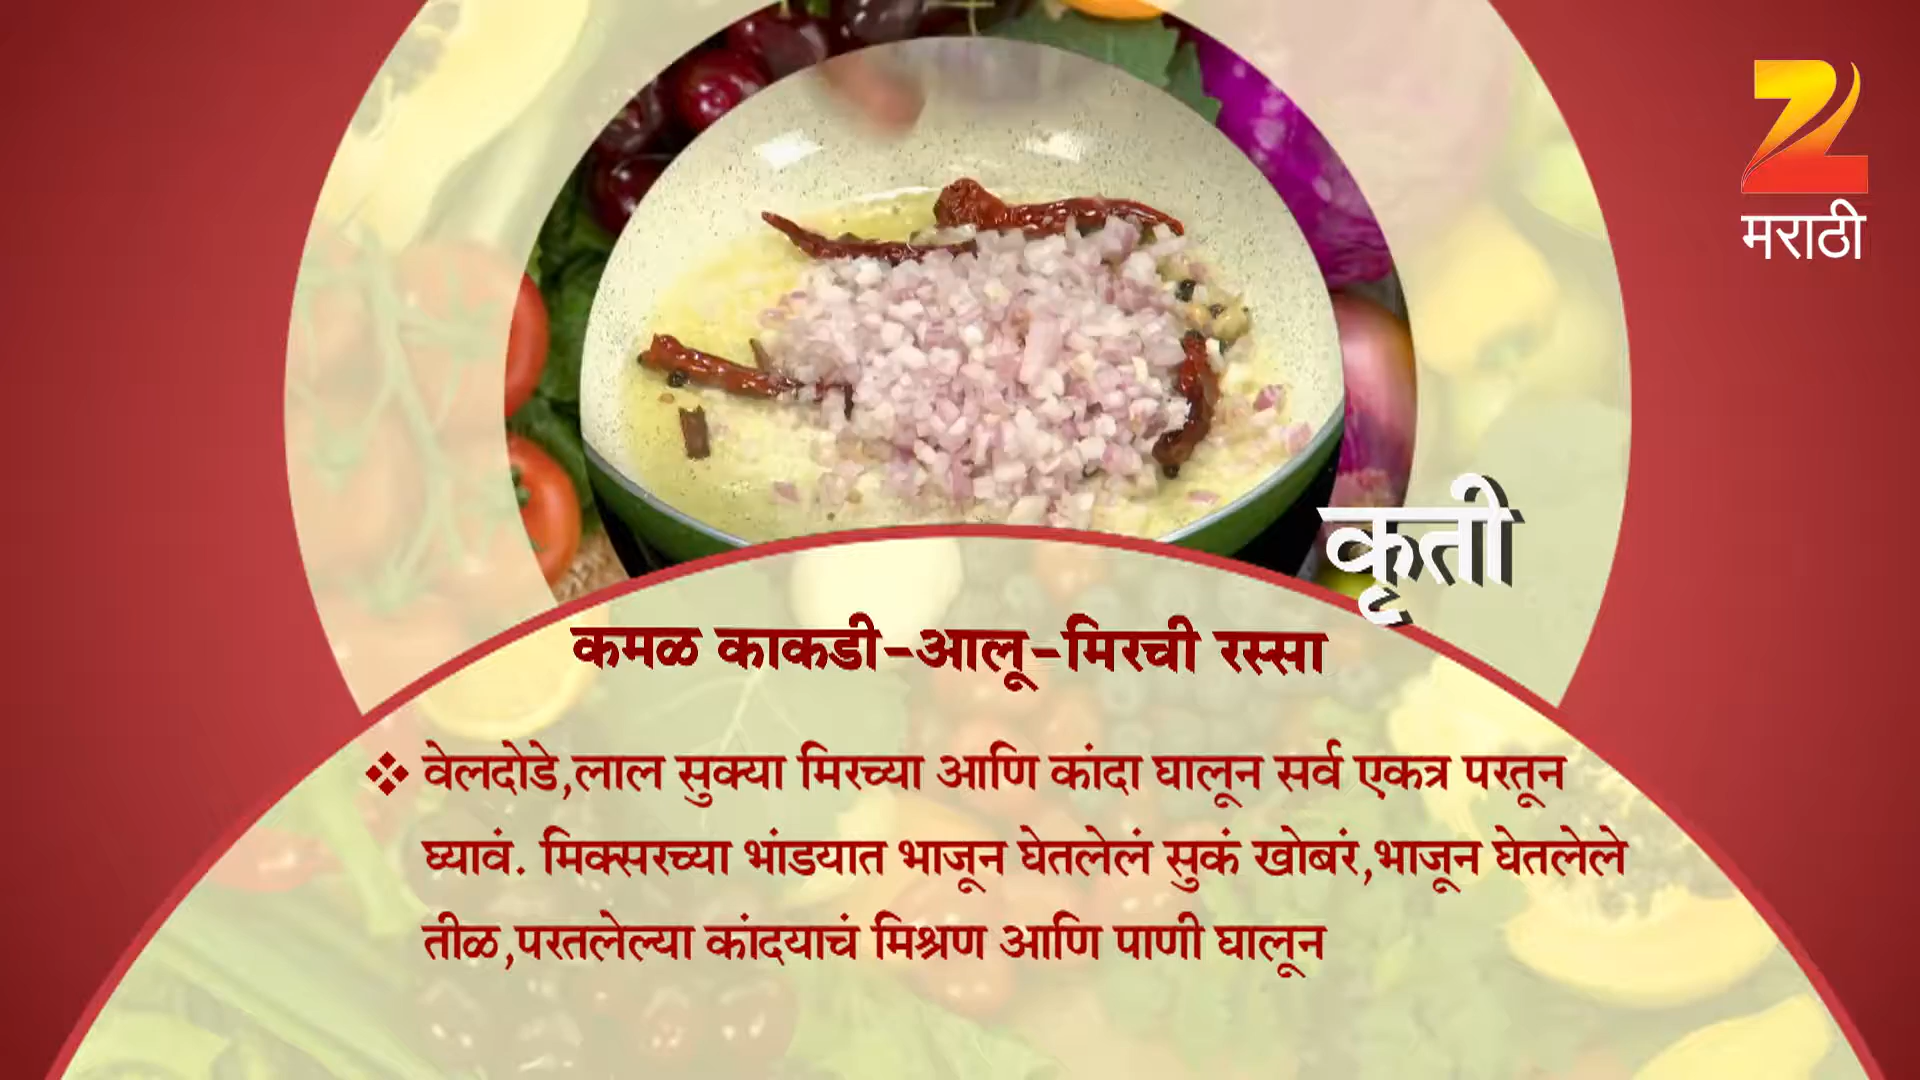 मराठी
कृती
कमळ काकडी-आलू-मिरची रस्सा
❖ वेलदोडे,लाल सुक्या मिरच्या आणि कांदा घालून सर्व एकत्र परतून
घ्यावं. मिक्सरच्या भांडयात भाजून घेतलेलं सुकं खोबरं,भाजून घेतलेले
तीळ,परतलेल्या कांदयाचं मिश्रण आणि पाणी घालून